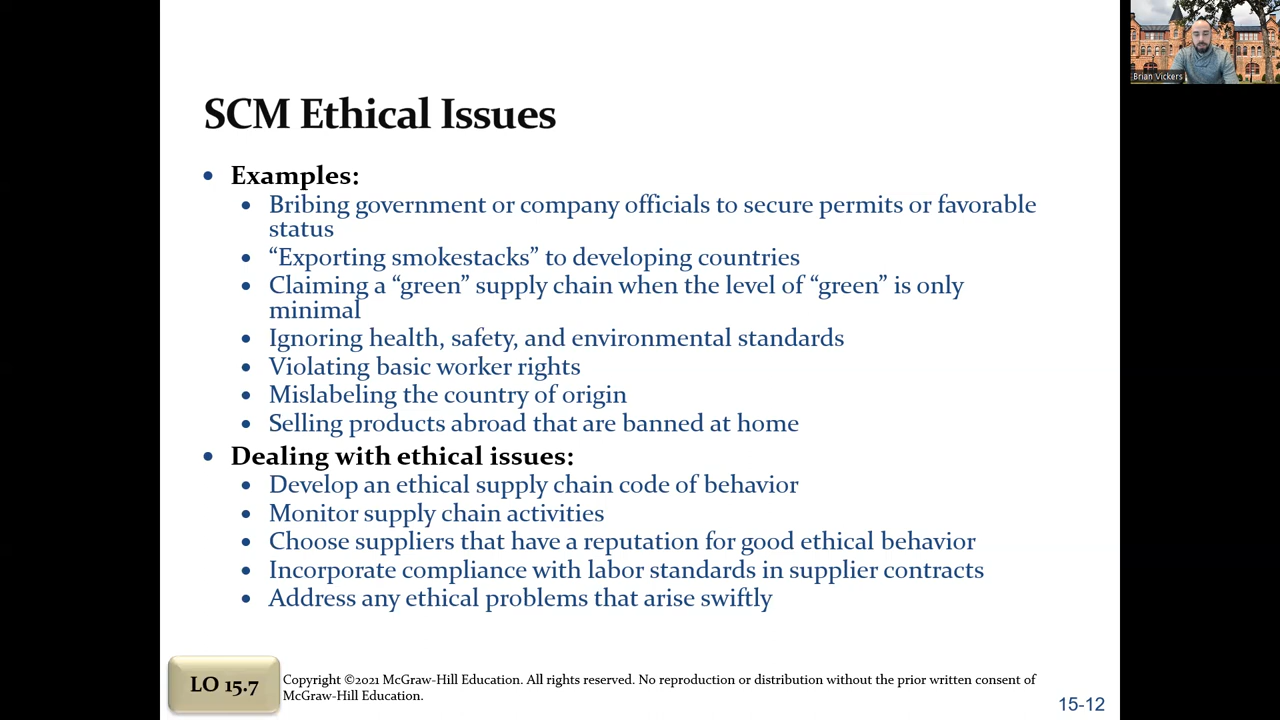 Brian Vickers
SCM Ethical Issues
• Examples:
• Bribing government or company officials to secure permits or favorable
status
• “Exporting smokestacks” to developing countries
• Claiming a “green” supply chain when the level of “green” is only
minimal
• Ignoring health, safety, and environmental standards
• Violating basic worker rights
• Mislabeling the country of origin
• Selling products abroad that are banned at home
• Dealing with ethical issues:
• Develop an ethical supply chain code of behavior
• Monitor supply chain activities
• Choose suppliers that have a reputation for good ethical behavior
• Incorporate compliance with labor standards in supplier contracts
• Address any ethical problems that arise swiftly
LO 15.7
Copyright ©2021 McGraw-Hill Education. All rights reserved. No reproduction or distribution without the prior written consent of
McGraw-Hill Education.
15-12